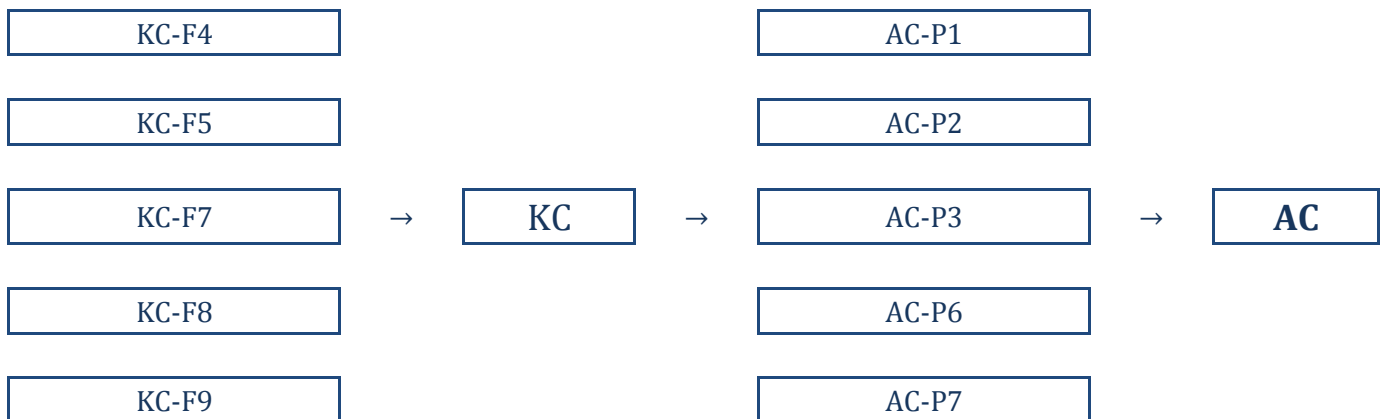 KC-F4 AC-P1
KC-F5 AC-P2
KC-F7 → KC → AC-P3 → AC
KC-F8 AC-P6
KC-F9 AC-P7